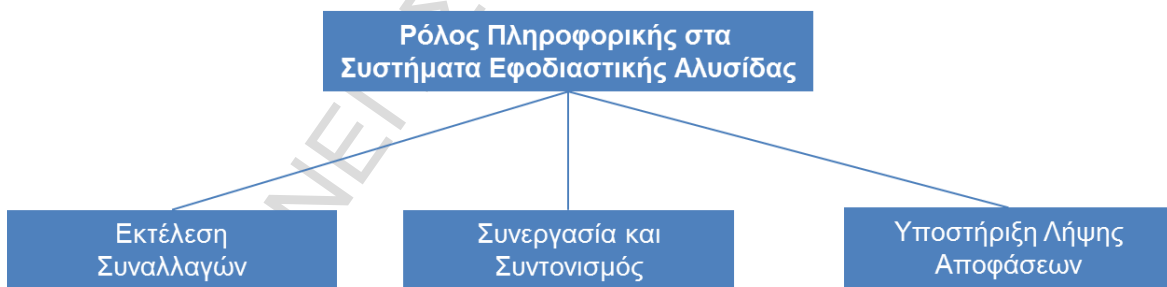 Ρόλος Πληροφορικής στα
Συστήματα Εφοδιαστικής Αλυσίδας
Εκτέλεση
Συναλλαγών
Συνεργασία και
Συντονισμός
Υποστήριξη Λήψης
Αποφάσεων